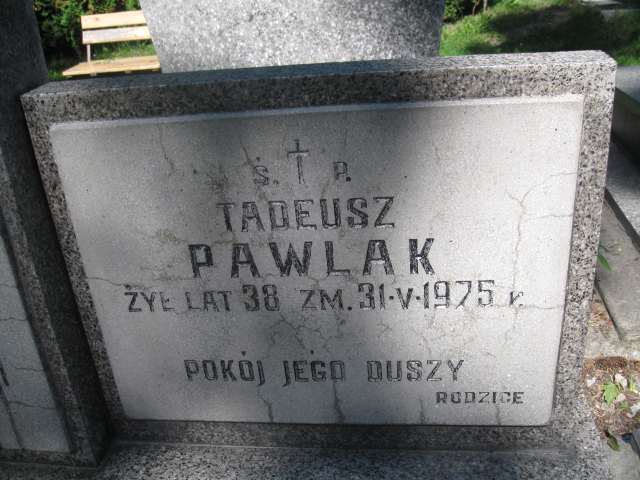 Ś. P.
TADEUSZ
PAWLAK
ŻYŁ LAT 38 ZM. 31·V·1975 r.
POKÓJ JEGO DUSZY
RODZICE